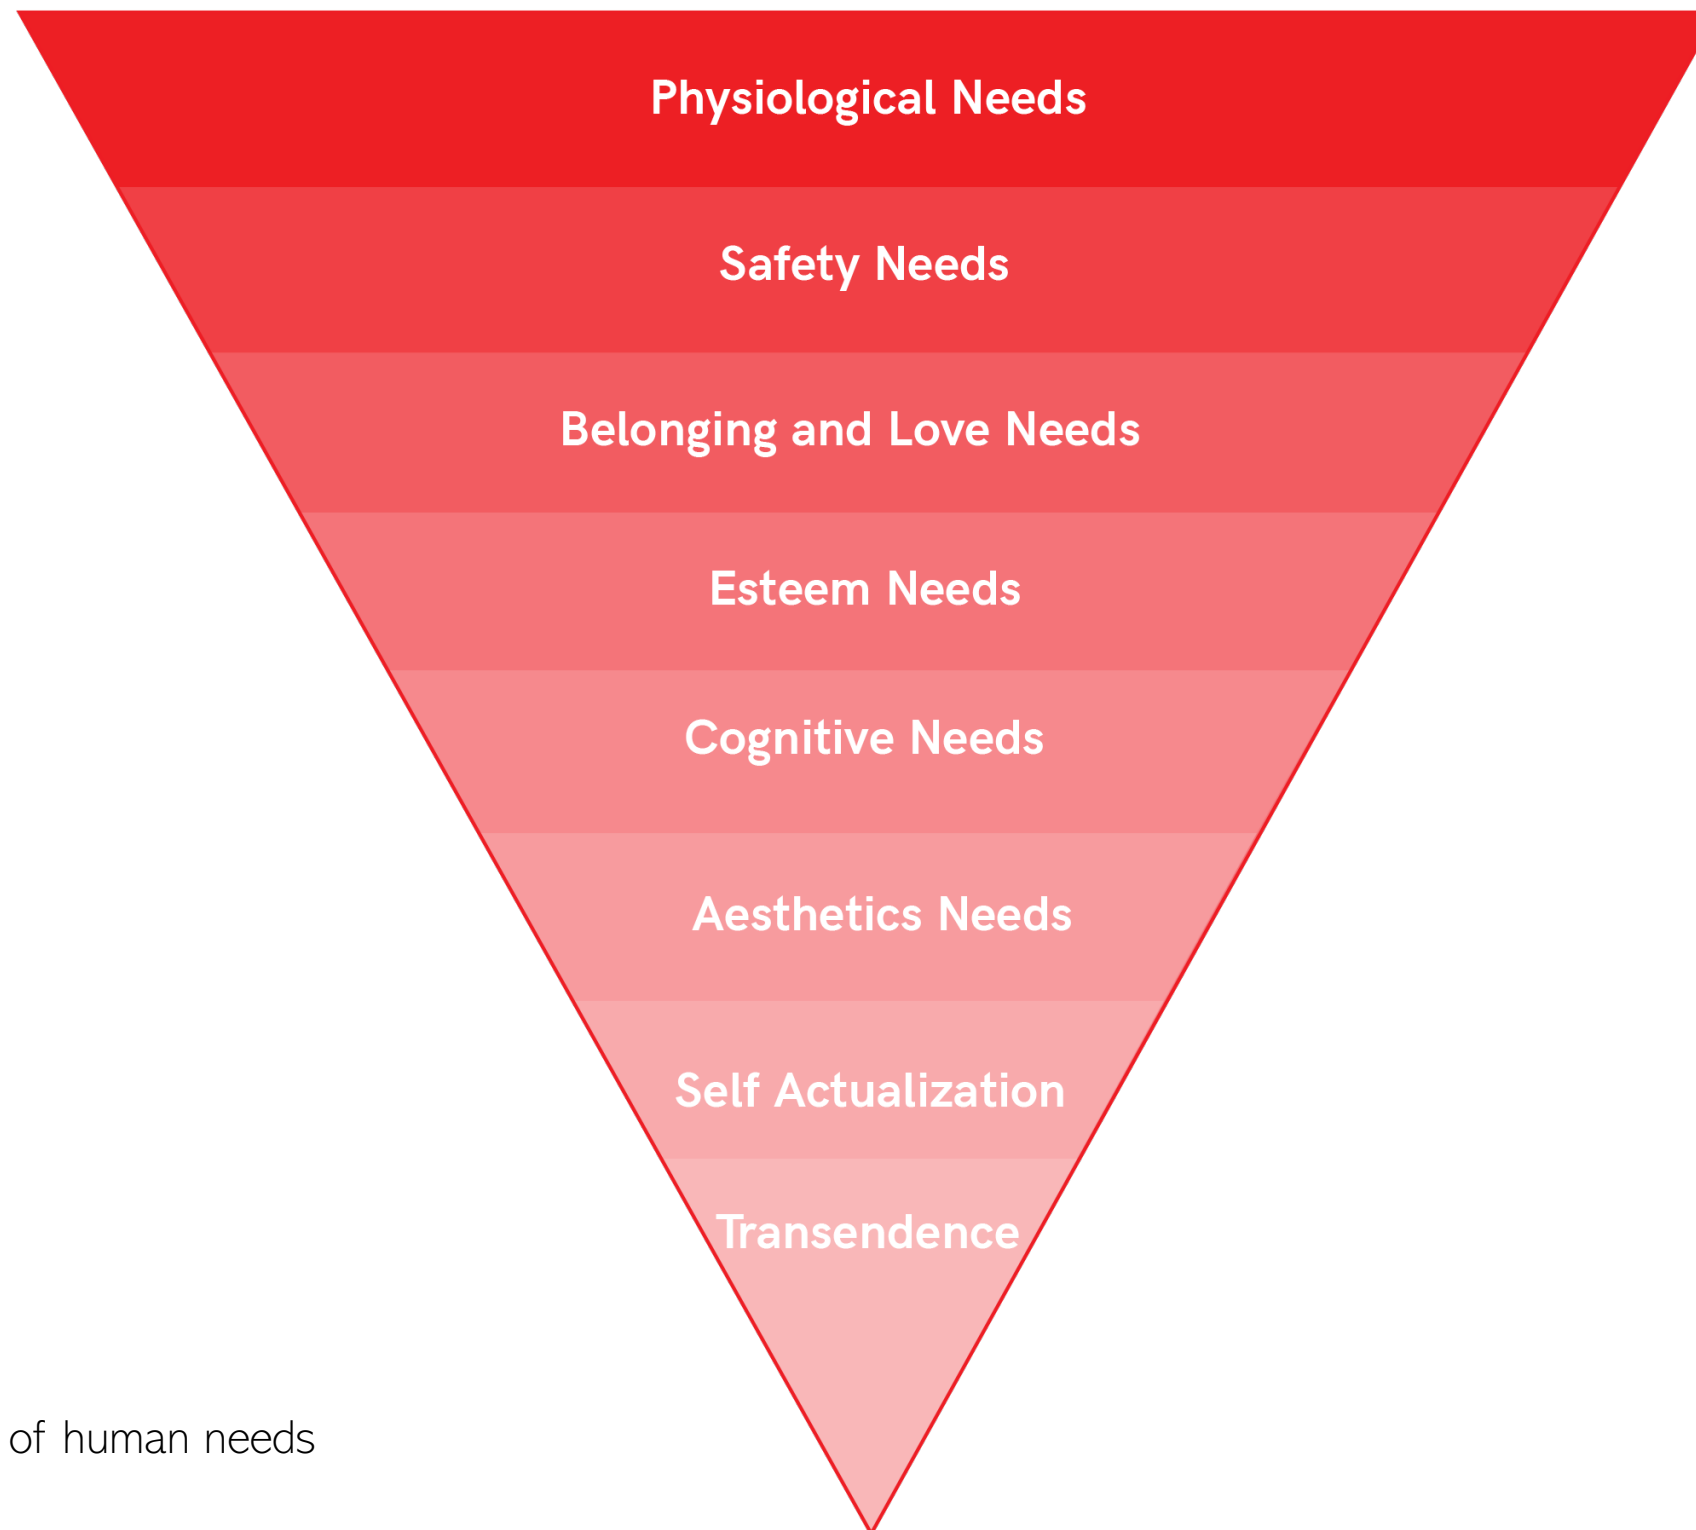 Physiological Needs
Safety Needs
Belonging and Love Needs
Esteem Needs
Cognitive Needs
Aesthetics Needs
Self Actualization
Transendence
of human needs